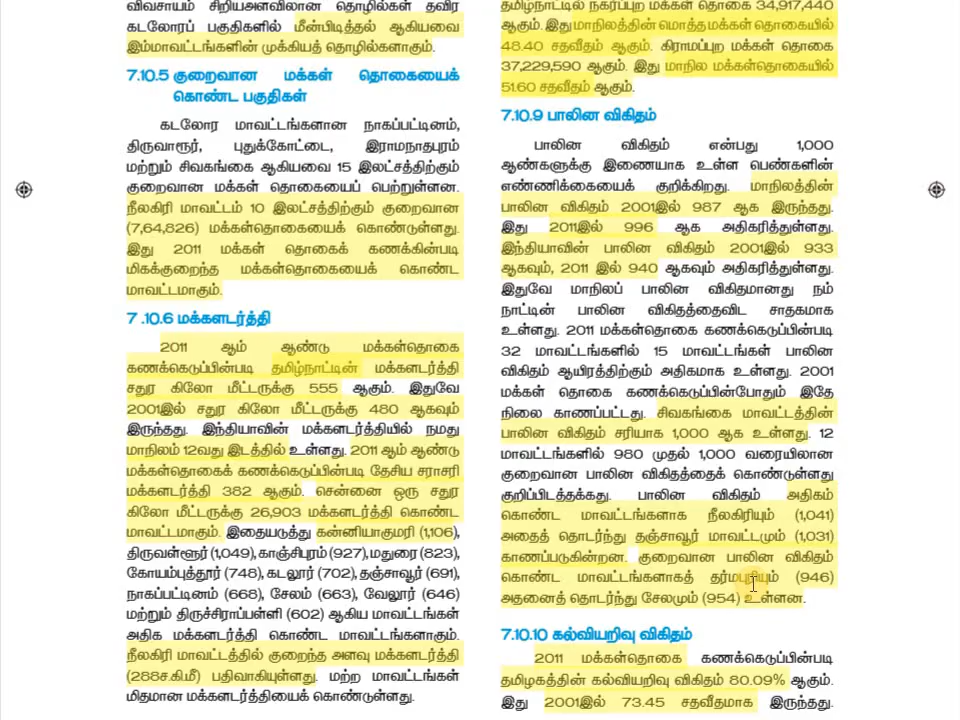 விவசாயம் சிறியஅளவிலான தொழில்கள் தவிர
கடலோரப் பகுதிகளில் மீன்பிடித்தல் ஆகியவை
இம்மாவட்டங்களின் முக்கியத் தொழில்களாகும்.
7.10.5 குறைவான மக்கள் தொகையைக்
கொண்ட பகுதிகள்
கடலோர மாவட்டங்களான நாகப்பட்டினம்,
திருவாரூர், புதுக்கோட்டை, இராமநாதபுரம்
மற்றும் சிவகங்கை ஆகியவை 15 இலட்சத்திற்கும்
குறைவான மக்கள் தொகையைப் பெற்றுள்ளன.
நீலகிரி மாவட்டம் 10 இலட்சத்திற்கும் குறைவான
(7,64,826) மக்கள்தொகையைக் கொண்டுள்ளது.
இது 2011 மக்கள் தொகைக் கணக்கின்படி
மிகக்குறைந்த மக்கள்தொகையைக் கொண்ட
மாவட்டமாகும்.
7 .10.6 மக்களடர்த்தி
2011 ஆம் ஆண்டு மக்கள்தொகை
கணக்கெடுப்பின்படி தமிழ்நாட்டின் மக்களடர்த்தி
சதுர கிலோ மீட்டருக்கு 555 ஆகும். இதுவே
2001இல் சதுர கிலோ மீட்டருக்கு 480 ஆகவும்
இருந்தது. இந்தியாவின் மக்களடர்த்தியில் நமது
மாநிலம் 12வது இடத்தில் உள்ளது. 2011 ஆம் ஆண்டு
மக்கள்தொகைக் கணக்கெடுப்பின்படி தேசிய சராசரி
மக்களடர்த்தி 382 ஆகும். சென்னை ஒரு சதுர
கிலோ மீட்டருக்கு 26,903 மக்களடர்த்தி கொண்ட
மாவட்டமாகும். இதையடுத்து கன்னியாகுமரி (1,106),
திருவள்ளூர் (1,049), காஞ்சிபுரம் (927), மதுரை (823),
கோயம்புத்தூர் (748), கடலூர் (702), தஞ்சாவூர் (691),
நாகப்பட்டினம் (668), சேலம் (663), வேலூர் (646)
மற்றும் திருச்சிராப்பள்ளி (602) ஆகிய மாவட்டங்கள்
அதிக மக்களடர்த்தி கொண்ட மாவட்டங்களாகும்.
நீலகிரி மாவட்டத்தில் குறைந்த அளவு மக்களடர்த்தி
(288ச.கி.மீ) பதிவாகியுள்ளது. மற்ற மாவட்டங்கள்
மிதமான மக்களடர்த்தியைக் கொண்டுள்ளது.
தமிழ்நாட்டில் நகர்ப்புற மக்கள் தொகை 34,917,440
ஆகும். இது மாநிலத்தின் மொத்த மக்கள் தொகையில்
48.40 சதவீதம் ஆகும். கிராமப்புற மக்கள் தொகை
37,229,590 ஆகும். இது மாநில மக்கள்தொகையில்
51.60 சதவீதம் ஆகும்.
7.10.9 பாலின விகிதம்
பாலின விகிதம் என்பது 1,000
ஆண்களுக்கு இணையாக உள்ள பெண்களின்
எண்ணிக்கையைக் குறிக்கிறது. மாநிலத்தின்
பாலின விகிதம் 2001இல் 987 ஆக இருந்தது.
இது 2011இல் 996 ஆக அதிகரித்துள்ளது.
இந்தியாவின் பாலின விகிதம் 2001இல் 933
ஆகவும், 2011 இல் 940 ஆகவும் அதிகரித்துள்ளது.
இதுவே மாநிலப் பாலின விகிதமானது நம்
நாட்டின் பாலின விகிதத்தைவிட சாதகமாக
உள்ளது. 2011 மக்கள்தொகை கணக்கெடுப்பின்படி
32 மாவட்டங்களில் 15 மாவட்டங்கள் பாலின
விகிதம் ஆயிரத்திற்கும் அதிகமாக உள்ளது. 2001
மக்கள் தொகை கணக்கெடுப்பின்போதும் இதே
நிலை காணப்பட்டது. சிவகங்கை மாவட்டத்தின்
பாலின விகிதம் சரியாக 1,000 ஆக உள்ளது. 12
மாவட்டங்களில் 980 முதல் 1,000 வரையிலான
குறைவான பாலின விகிதத்தைக் கொண்டுள்ளது
குறிப்பிடத்தக்கது. பாலின விகிதம் அதிகம்
கொண்ட மாவட்டங்களாக நீலகிரியும் (1,041)
அதைத் தொடர்ந்து தஞ்சாவூர் மாவட்டமும் (1,031)
காணப்படுகின்றன. குறைவான பாலின விகிதம்
கொண்ட மாவட்டங்களாகத் தர்மபுரியும் (946)
அதனைத் தொடர்ந்து சேலமும் (954) உள்ளன.
7.10.10 கல்வியறிவு விகிதம்
2011 மக்கள்தொகை கணக்கெடுப்பின்படி
தமிழகத்தின் கல்வியறிவு விகிதம் 80.09% ஆகும்.
இது 2001இல் 73.45 சதவீதமாக இருந்தது.